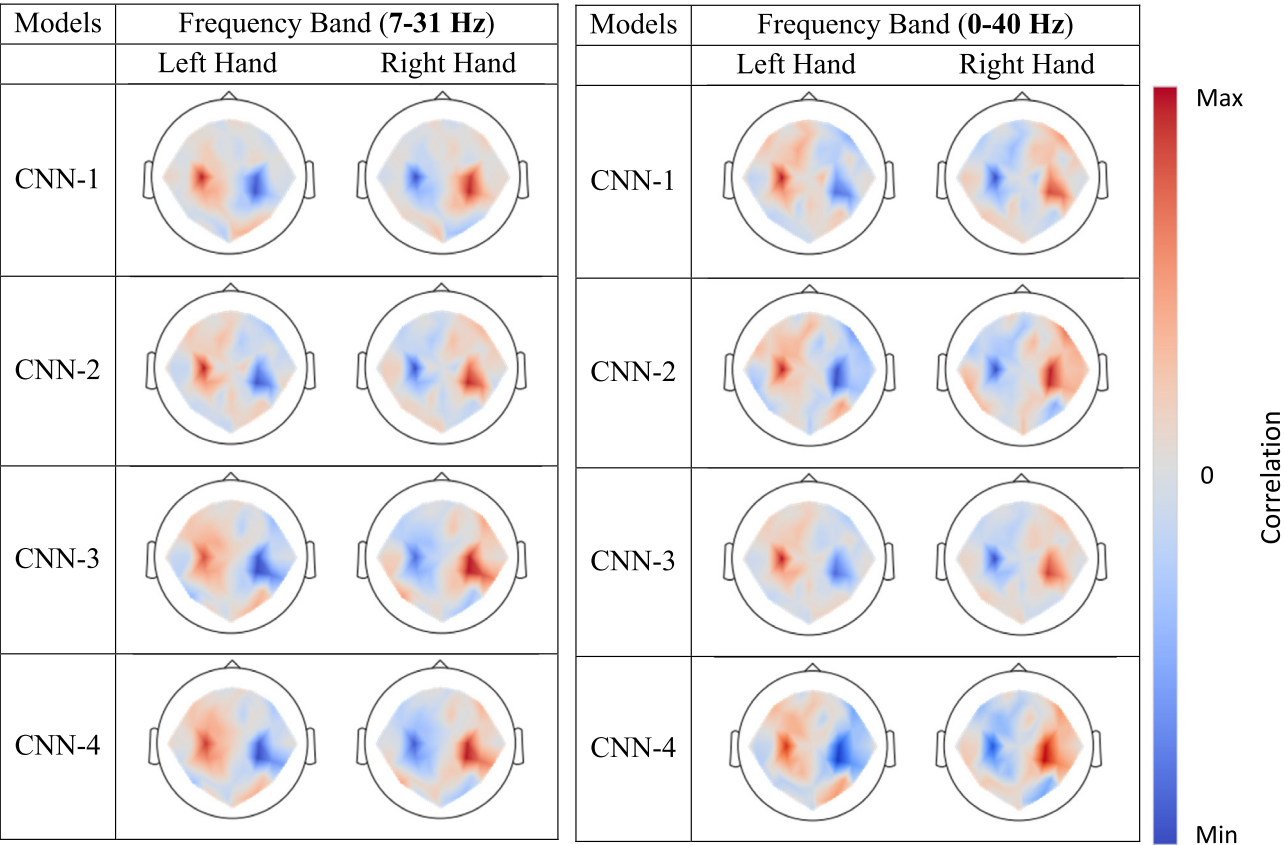 Models Frequency Band (7-31 Hz)
Left Hand Right Hand
CNN-1
CNN-2
CNN-3
CNN-4
Models Frequency Band (0-40 Hz)
Left Hand Right Hand
CNN-1
CNN-2
CNN-3
CNN-4
Max
0
Min
Correlation